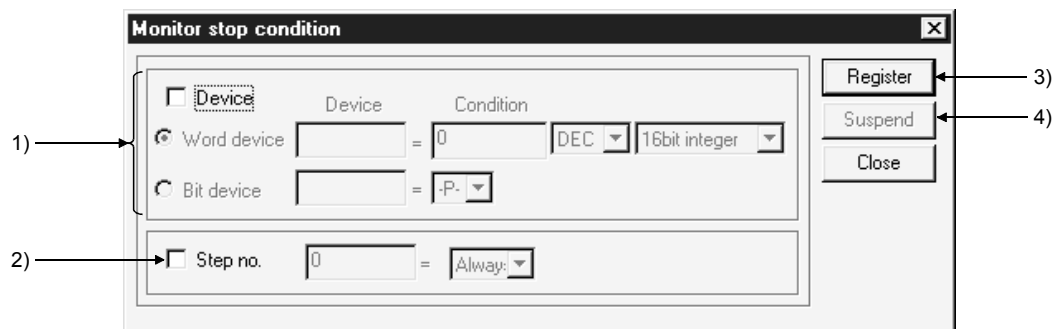 Monitor stop condition
Register 3)
Device
Device Condition
Suspend 4)
1) Word device = 0 DEC 16bit integer
Close
Bit device = -P-
2) Step no. 0 = Alway: